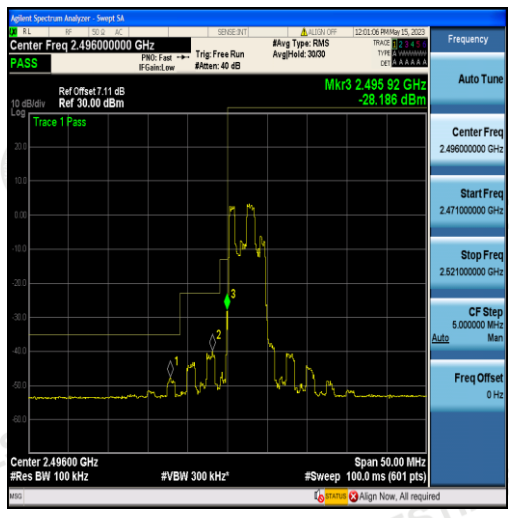 Agilent Spectrum Analyzer - Swept SA
RL RF 50 Ω AC SENSE:INT ALIGN OFF 12:01:06 PM May 15, 2023
Center Freq 2.496000000 GHz
PNO: Fast
IFGain:Low
Trig: Free Run
#Atten: 40 dB
#Avg Type: RMS
Avg|Hold: 30/30
TRACE 1 2 3 4 5 6
TYPE
DET A A A A A A
PASS
Ref Offset 7.11 dB
Ref 30.00 dBm
10 dB/div
Log
Mkr3 2.495 92 GHz
-28.186 dBm
Trace 1 Pass
20.0
10.0
0.00
-10.0
-20.0
-30.0
-40.0
-50.0
-60.0
1
2
3
Center 2.49600 GHz
#Res BW 100 kHz
#VBW 300 kHz*
Span 50.00 MHz
#Sweep 100.0 ms (601 pts)
MSG
STATUS
Align Now, All required
Frequency
Auto Tune
Center Freq
2.496000000 GHz
Start Freq
2.471000000 GHz
Stop Freq
2.521000000 GHz
CF Step
5.000000 MHz
Auto Man
Freq Offset
0 Hz